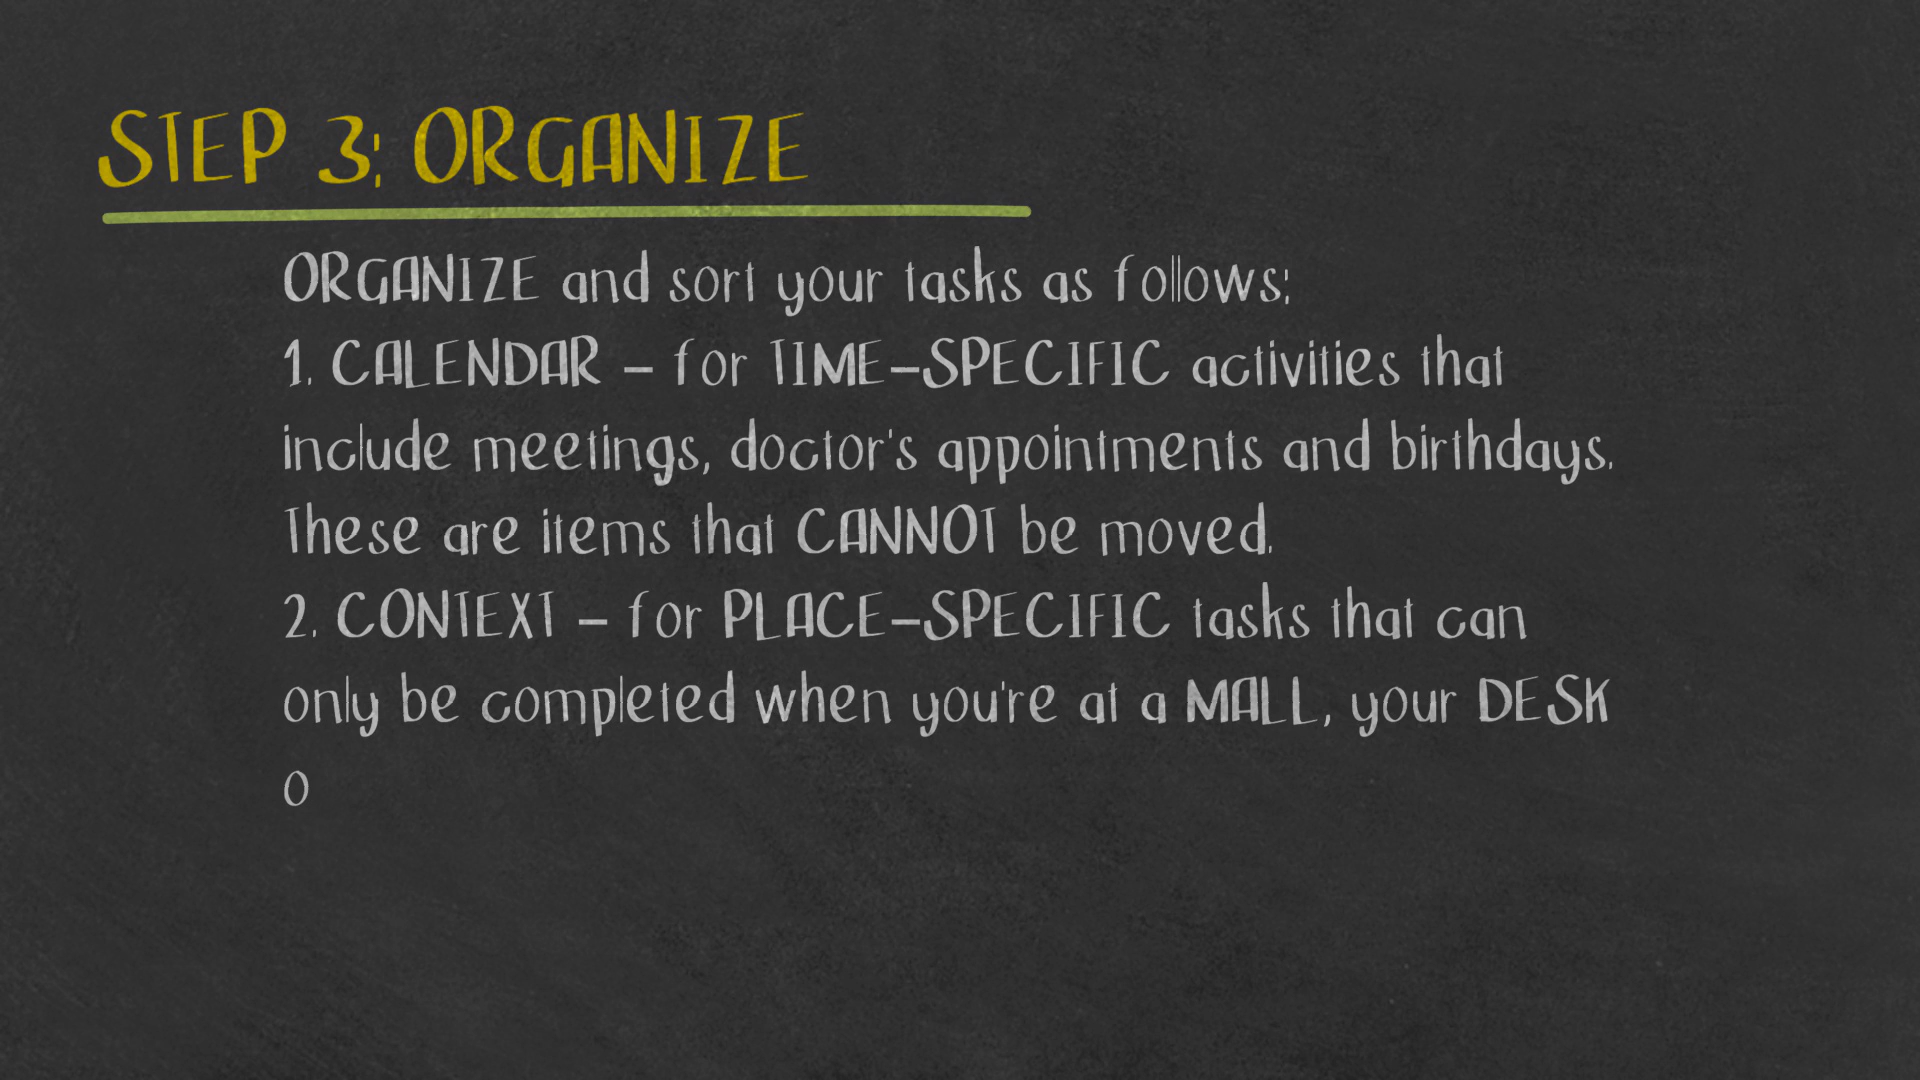 STEP 3: ORGANIZE
ORGANIZE and sort your tasks as follows:
1. CALENDAR – for TIME-SPECIFIC activities that
include meetings, doctor's appointments and birthdays.
These are items that CANNOT be moved.
2. CONTEXT – for PLACE-SPECIFIC tasks that can
only be completed when you're at a MALL, your DESK
o